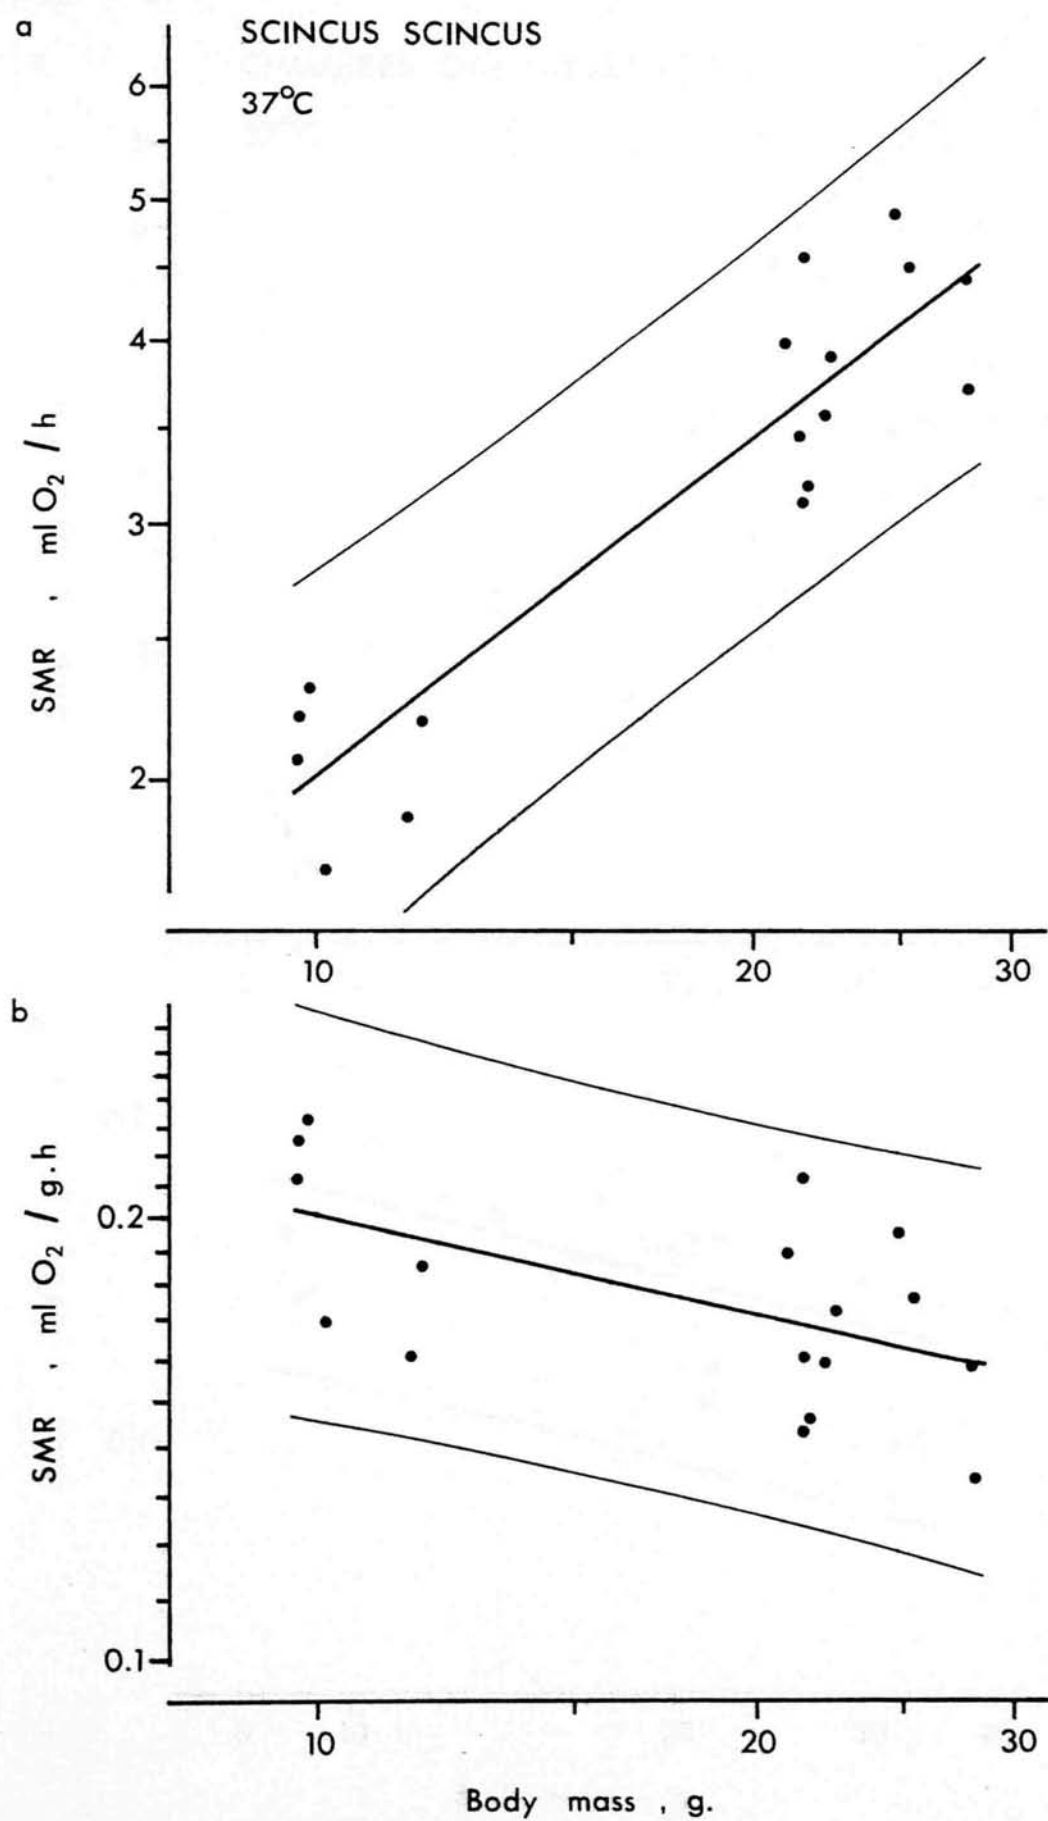 a
SCINCUS SCINCUS
37°C
6
5
4
3
2
SMR , ml O₂ / h
10 20 30
b
0.2
0.1
SMR , ml O₂ / g.h
10 20 30
Body mass , g.